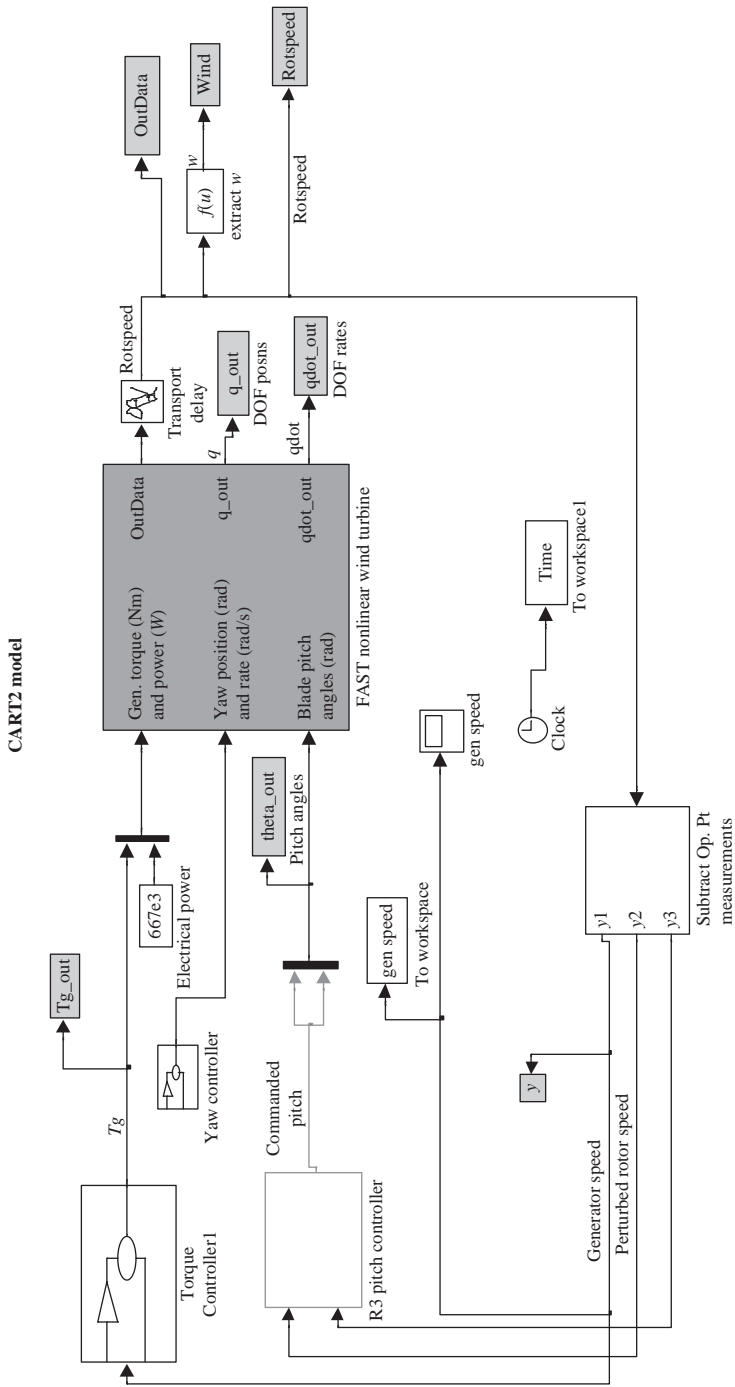 CART2 model
Tg_out
Tg
Torque
Controller1
667e3
Electrical power
Yaw controller
Commanded
pitch
R3 pitch controller
theta_out
Pitch angles
Gen. torque (Nm)
and power (W)
Yaw position (rad)
and rate (rad/s)
Blade pitch
angles (rad)
OutData
q_out
qdot_out
FAST nonlinear wind turbine
Rotspeed
Transport
delay
q
q_out
DOF posns
qdot
qdot_out
DOF rates
OutData
f(u)
extract w
w
Wind
Rotspeed
Rotspeed
gen speed
To workspace
gen speed
Clock
Time
To workspace1
y
Generator speed
Perturbed rotor speed
y1
y2
y3
Subtract Op. Pt
measurements